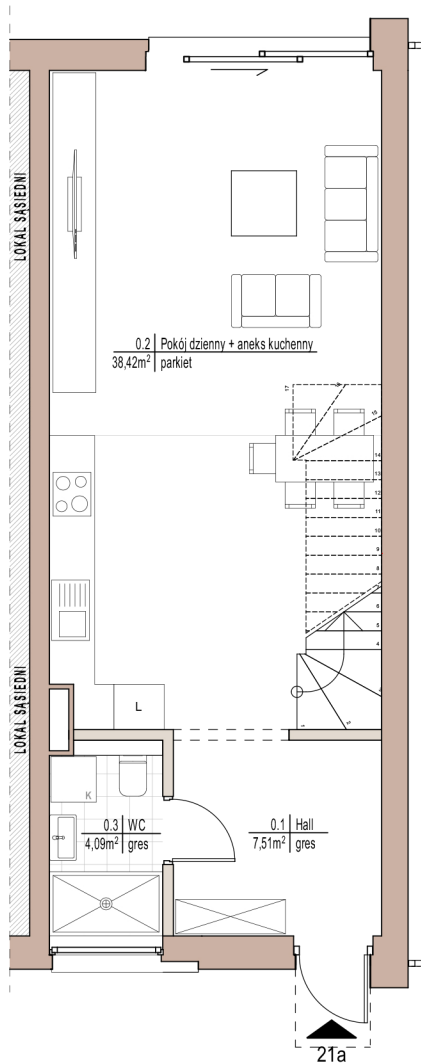 LOKAL SĄSIEDNI
0.2 Pokój dzienny + aneks kuchenny
38,42m² parkiet
17
16
15
14
13
12
11
10
9
8
6
5
4
3
2
1
LOKAL SĄSIEDNI
L
K
0.3 WC
4,09m² gres
0.1 Hall
7,51m² gres
21a